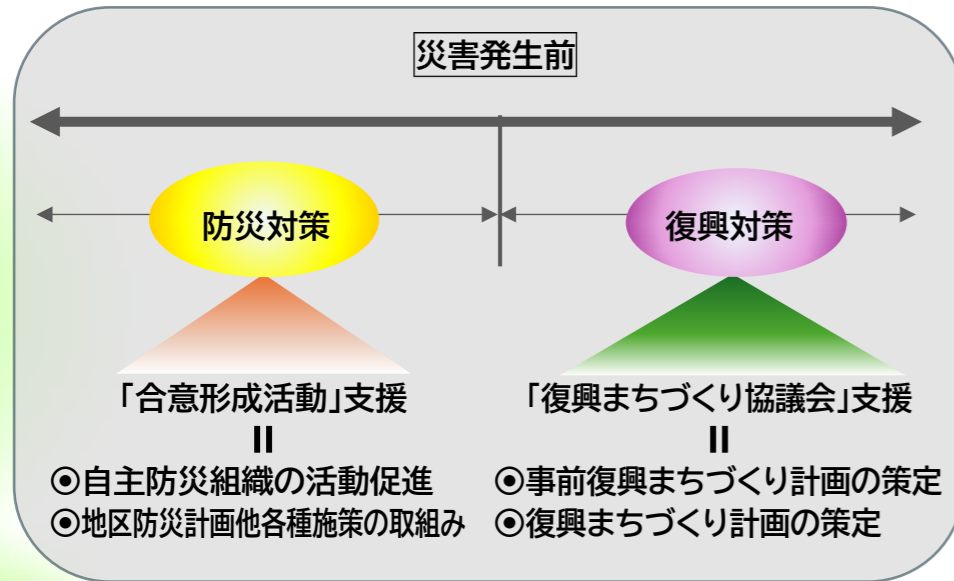 災害発生前
防災対策
復興対策
「合意形成活動」支援
||
◉自主防災組織の活動促進
◉地区防災計画他各種施策の取組み
「復興まちづくり協議会」支援
||
◉事前復興まちづくり計画の策定
◉復興まちづくり計画の策定